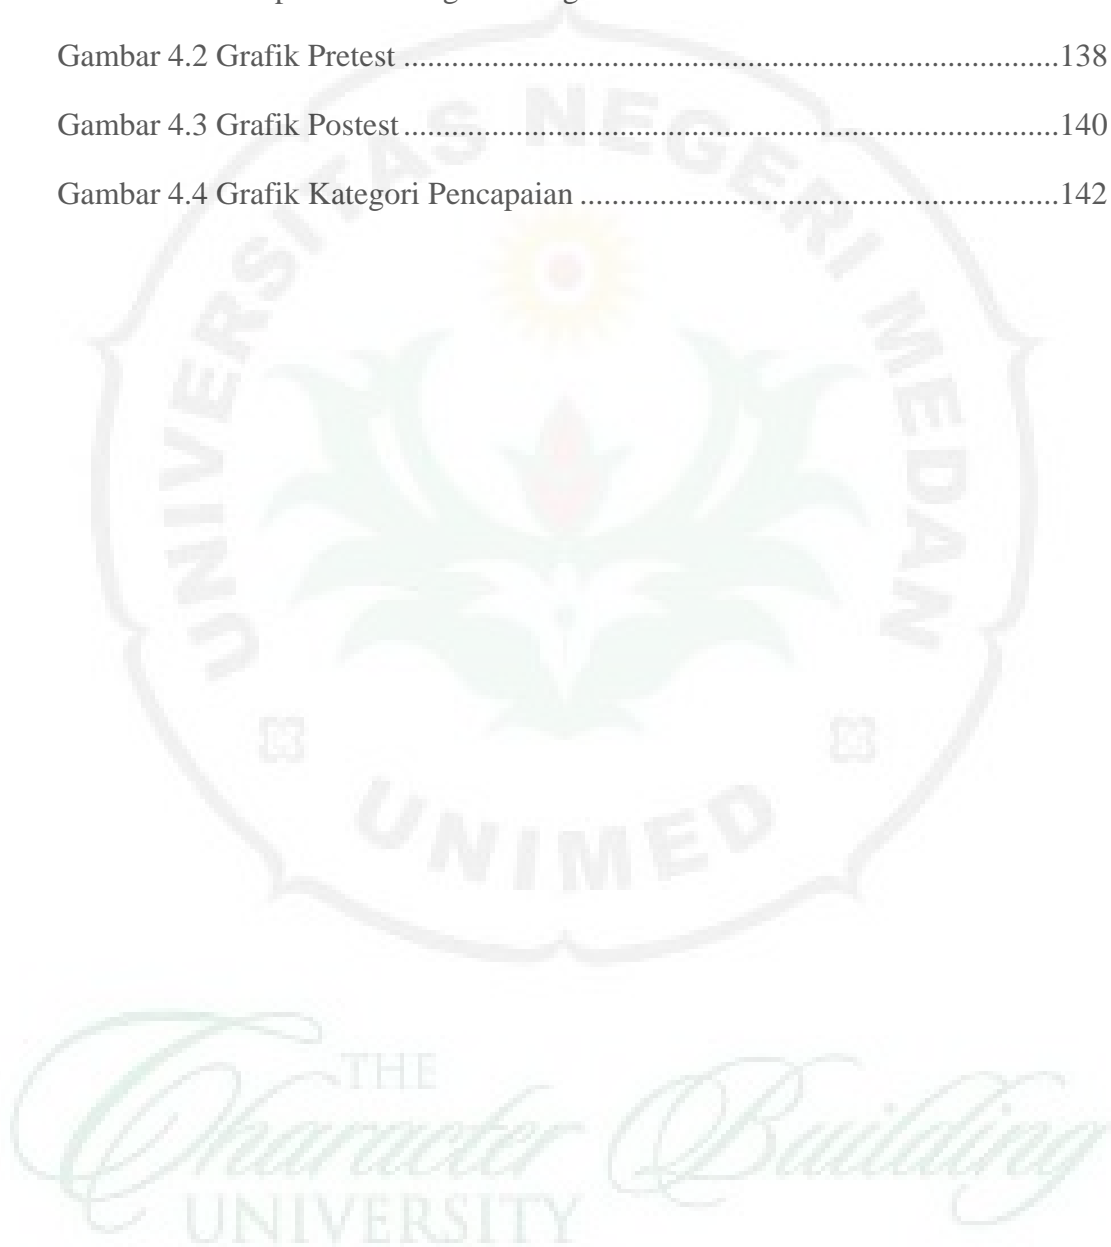 Gambar 4.2 Grafik Pretest ....................................................................................138
Gambar 4.3 Grafik Postest....................................................................................140
Gambar 4.4 Grafik Kategori Pencapaian .............................................................142
UNIVERSITAS NEGERI MEDAN
UNIMED
THE
Character Building
UNIVERSITY